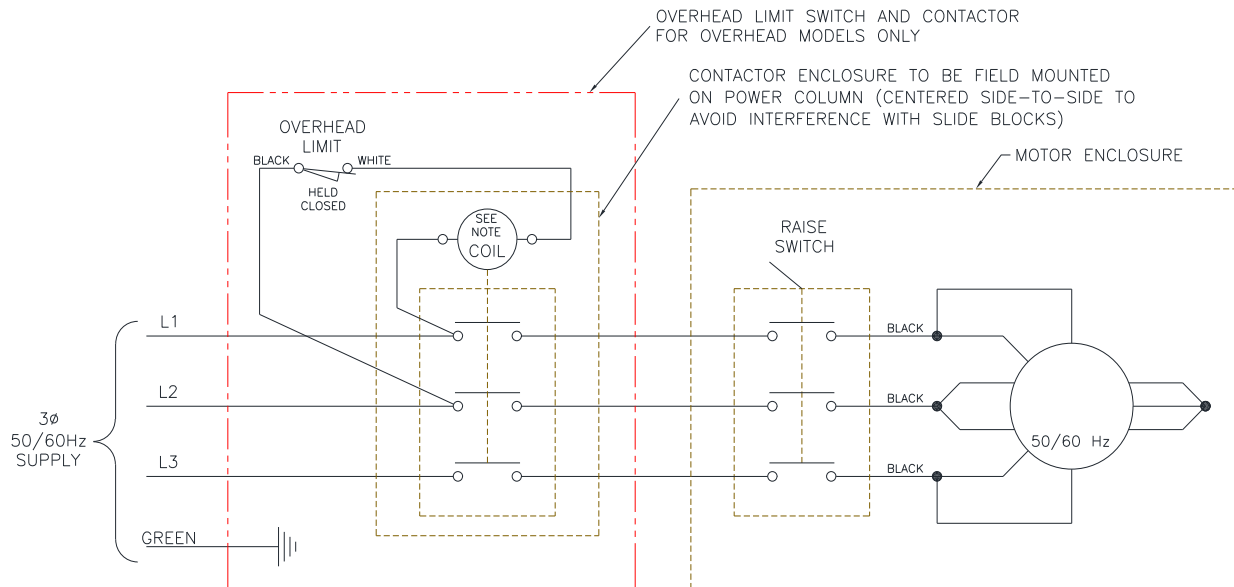 OVERHEAD LIMIT SWITCH AND CONTACTOR
FOR OVERHEAD MODELS ONLY
CONTACTOR ENCLOSURE TO BE FIELD MOUNTED
ON POWER COLUMN (CENTERED SIDE-TO-SIDE TO
AVOID INTERFERENCE WITH SLIDE BLOCKS)
MOTOR ENCLOSURE
OVERHEAD
LIMIT
BLACK
WHITE
HELD
CLOSED
SEE
NOTE
COIL
RAISE
SWITCH
L1
BLACK
L2
BLACK
3ø
50/60Hz
SUPPLY
50/60 Hz
L3
BLACK
GREEN